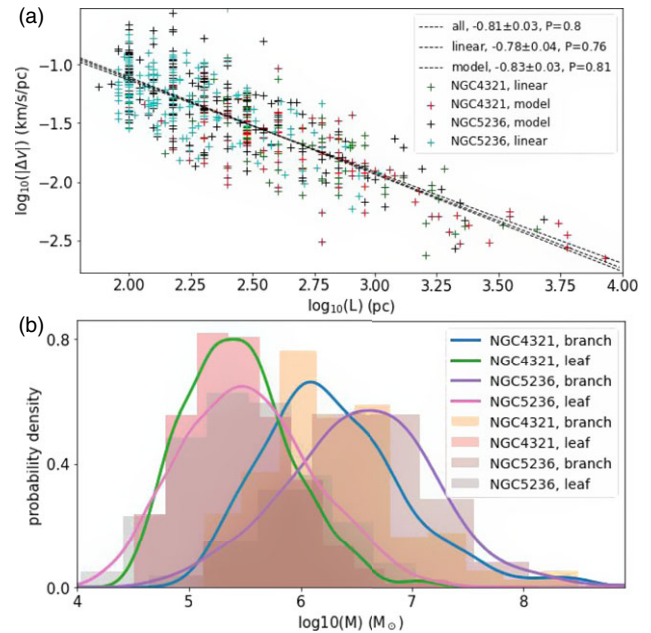 (a)
all, -0.81±0.03, P=0.8
linear, -0.78±0.04, P=0.76
model, -0.83±0.03, P=0.81
NGC4321, linear
NGC4321, model
NGC5236, model
NGC5236, linear
log₁₀(|Δv|) (km/s/pc)
-1.0
-1.5
-2.0
-2.5
2.00 2.25 2.50 2.75 3.00 3.25 3.50 3.75 4.00
log₁₀(L) (pc)
(b)
NGC4321, branch
NGC4321, leaf
NGC5236, branch
NGC5236, leaf
NGC4321, branch
NGC4321, leaf
NGC5236, branch
NGC5236, leaf
probability density
0.8
0.4
0.0
4 5 6 7 8
log10(M) (M⊙)